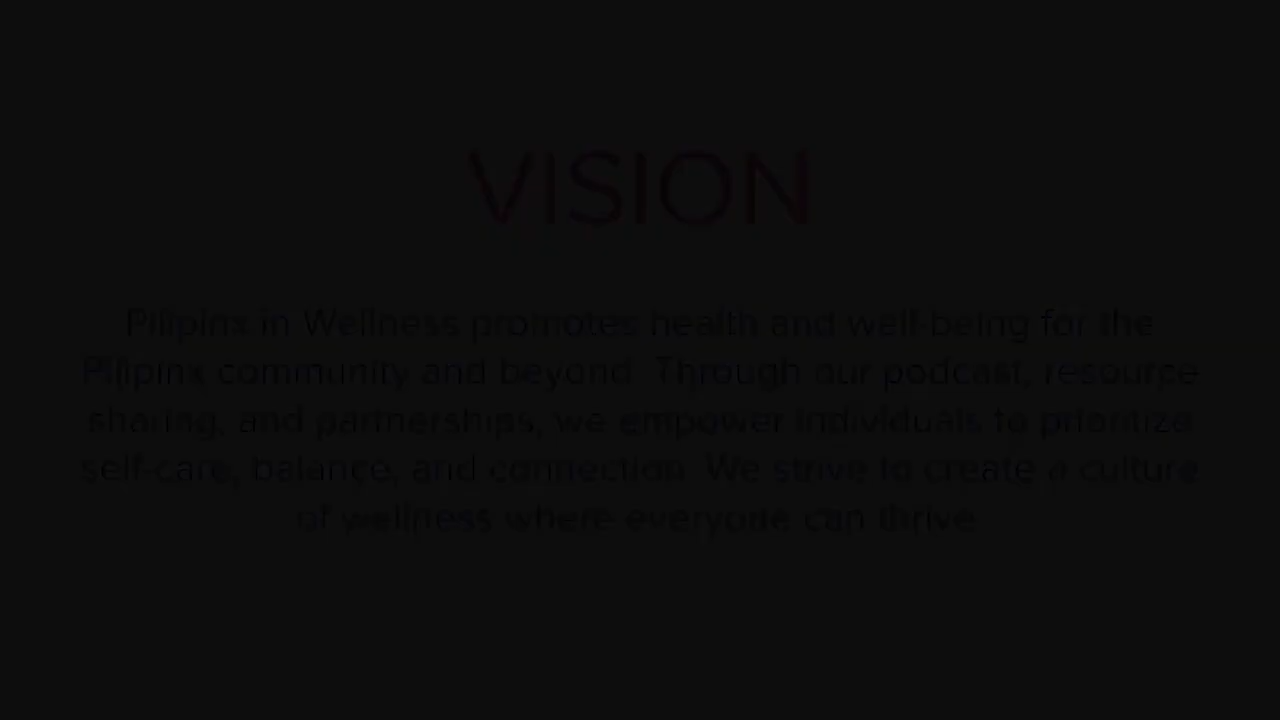 VISION
Pilipinx in Wellness promotes health and well-being for the
Pilipinx community and beyond. Through our podcast, resource
sharing, and partnerships, we empower individuals to prioritize
self-care, balance, and connection. We strive to create a culture
of wellness where everyone can thrive.